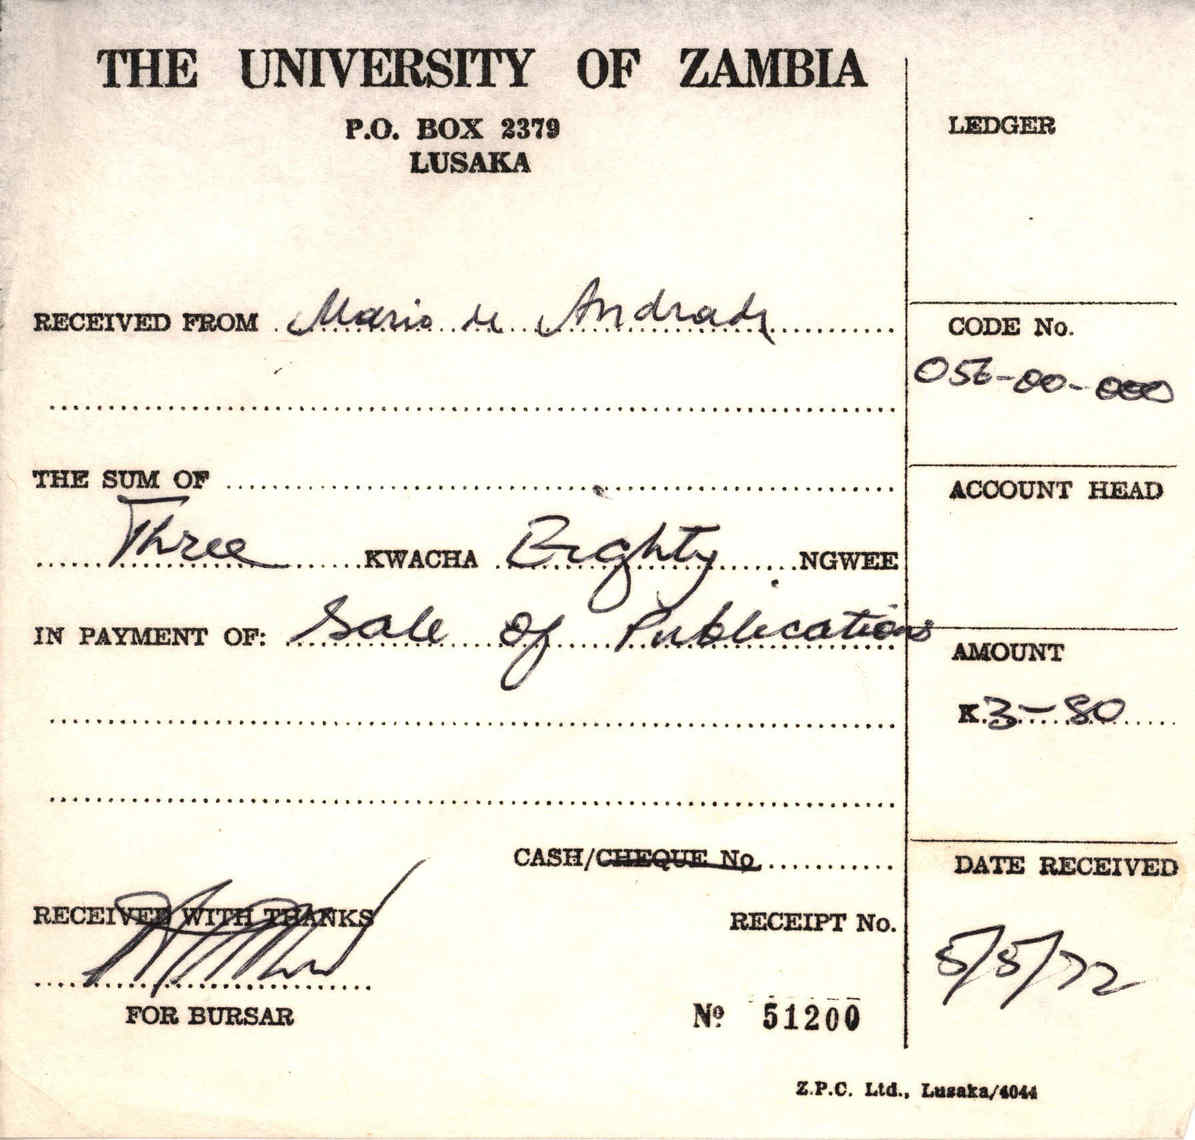 THE UNIVERSITY OF ZAMBIA
P.O. BOX 2379
LUSAKA
RECEIVED FROM Mario de Andrade
THE SUM OF
Three KWACHA Eighty NGWEE
IN PAYMENT OF: Sale of Publications
CASH/CHEQUE No
RECEIVED WITH THANKS
FOR BURSAR
RECEIPT No.
Nº 51200
LEDGER
CODE No.
056-00-000
ACCOUNT HEAD
AMOUNT
K 3-80
DATE RECEIVED
5/5/72
Z.P.C. Ltd., Lusaka/4044